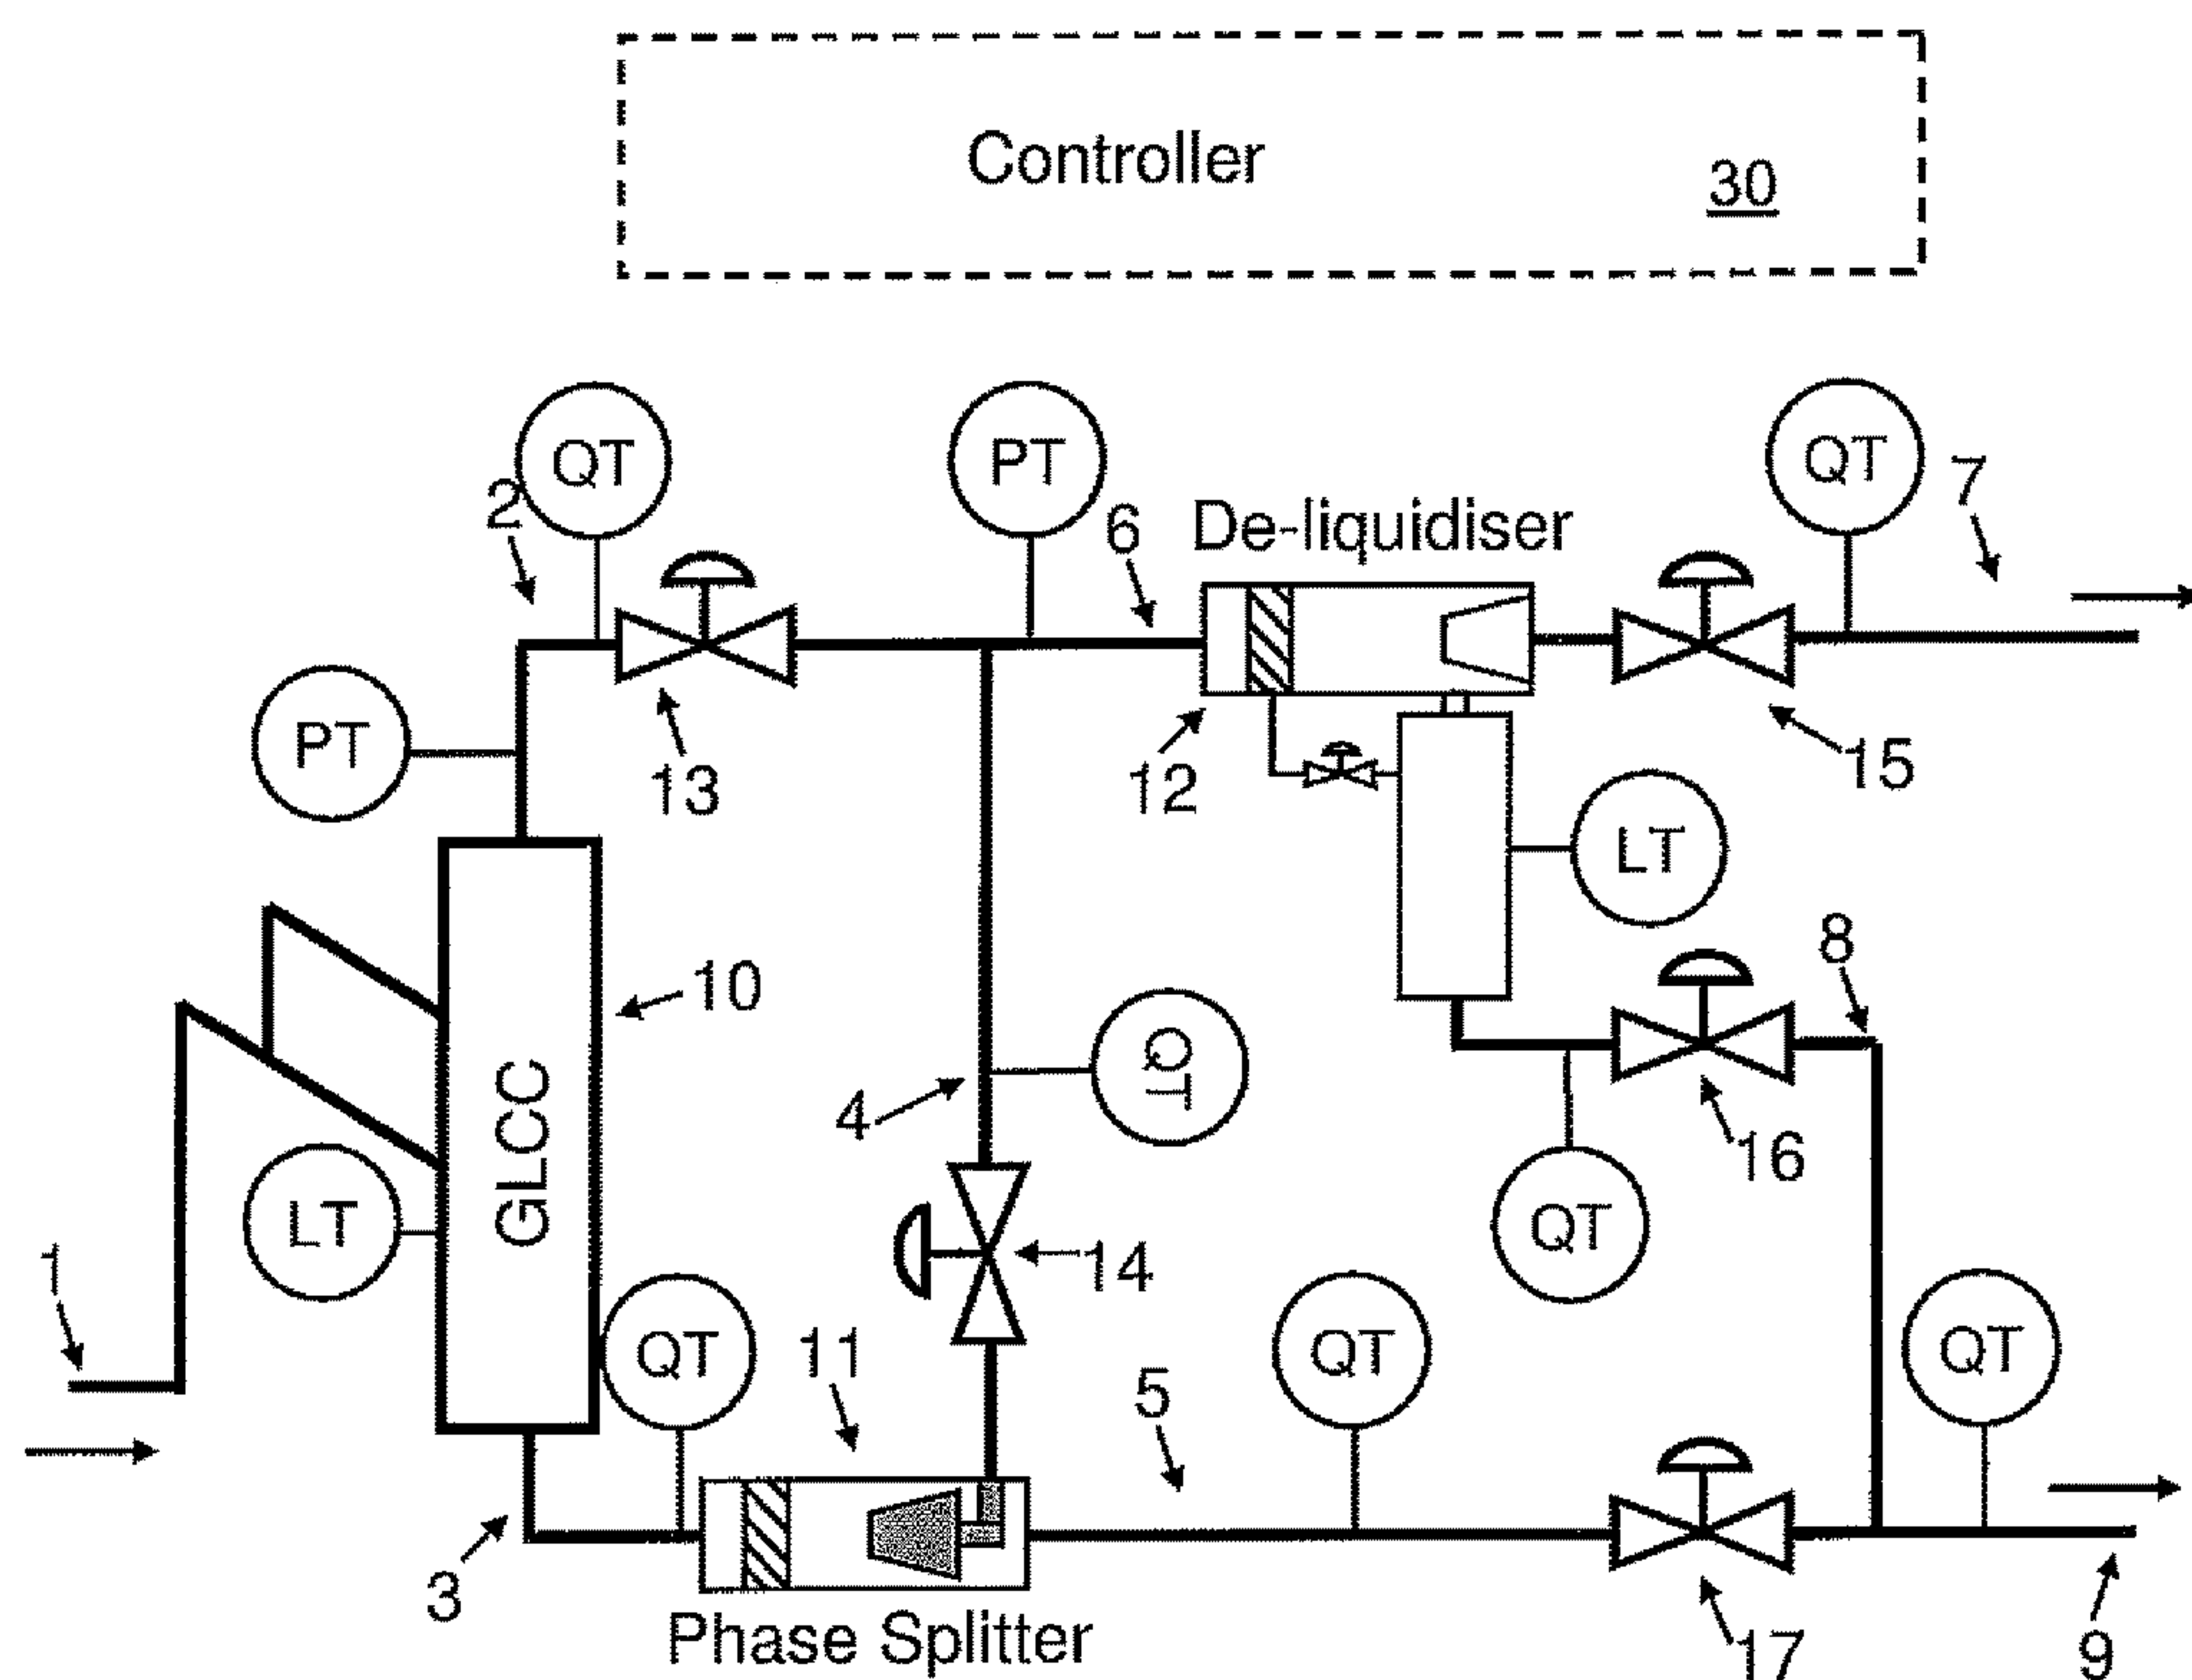 Controller
30
QT
PT
QT
7
2
6
De-liquidiser
PT
13
12
15
LT
10
8
GLCC
4
QT
16
LT
QT
1
14
QT
11
5
QT
QT
3
Phase Splitter
17
9